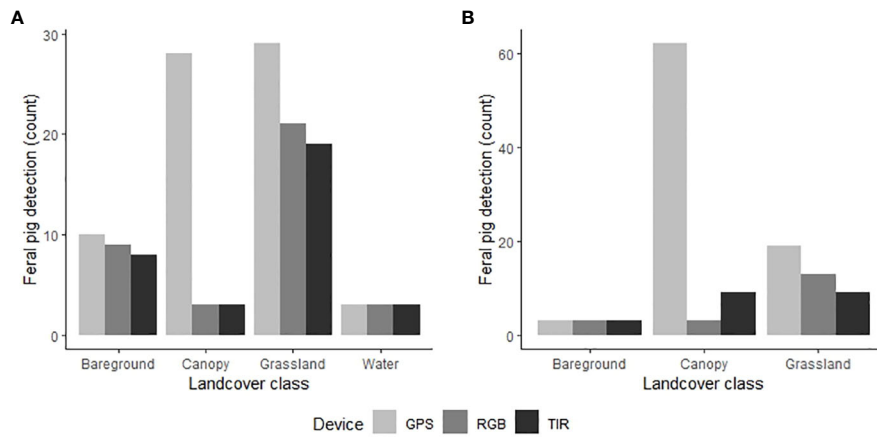 A
Feral pig detection (count)
30
20
10
0
Bareground Canopy Grassland Water
Landcover class
B
Feral pig detection (count)
60
40
20
0
Bareground Canopy Grassland
Landcover class
Device GPS RGB TIR